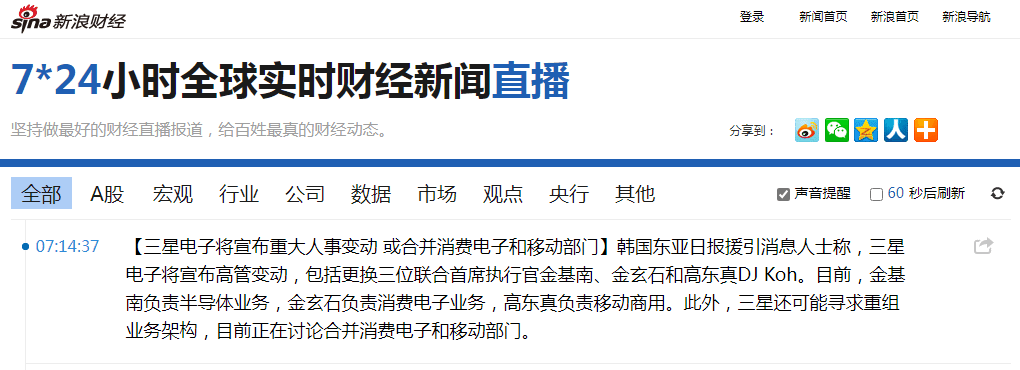 sina新浪财经
登录 新闻首页 新浪首页 新浪导航
7*24小时全球实时财经新闻直播
坚持做最好的财经直播报道，给百姓最真的财经动态。
分享到：
全部 A股 宏观 行业 公司 数据 市场 观点 央行 其他
声音提醒 60 秒后刷新
07:14:37
【三星电子将宣布重大人事变动 或合并消费电子和移动部门】韩国东亚日报援引消息人士称，三星
电子将宣布高管变动，包括更换三位联合首席执行官金基南、金玄石和高东真DJ Koh。目前，金基
南负责半导体业务，金玄石负责消费电子业务，高东真负责移动商用。此外，三星还可能寻求重组
业务架构，目前正在讨论合并消费电子和移动部门。